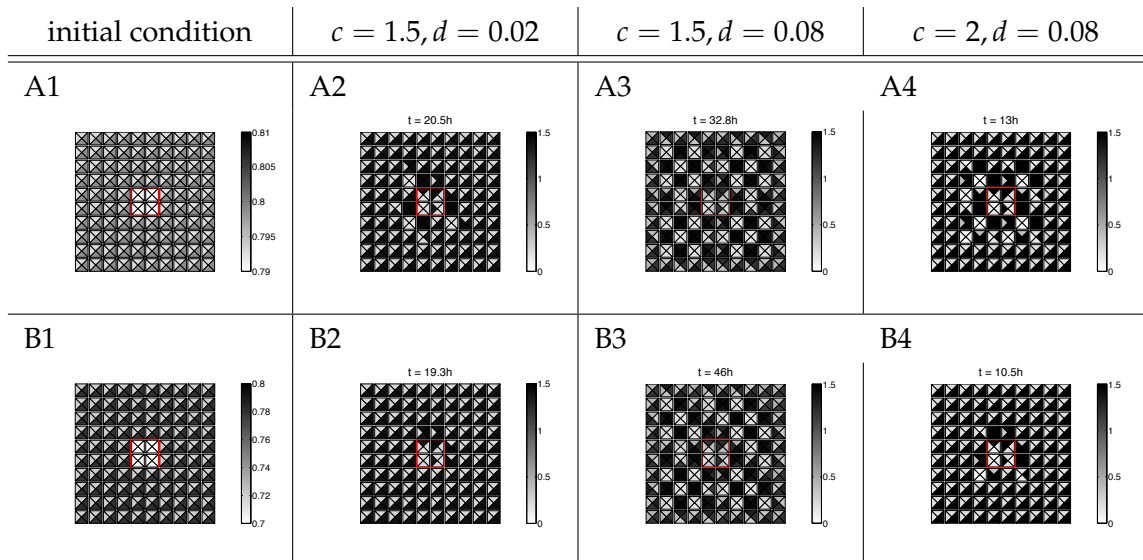 initial condition
c = 1.5, d = 0.02
c = 1.5, d = 0.08
c = 2, d = 0.08
A1
A2
A3
A4
0.81
0.805
0.8
0.795
0.79
t = 20.5h
1.5
1
0.5
0
t = 32.8h
1.5
1
0.5
0
t = 13h
1.5
1
0.5
0
B1
B2
B3
B4
0.8
0.78
0.76
0.74
0.72
0.7
t = 19.3h
1.5
1
0.5
0
t = 46h
1.5
1
0.5
0
t = 10.5h
1.5
1
0.5
0